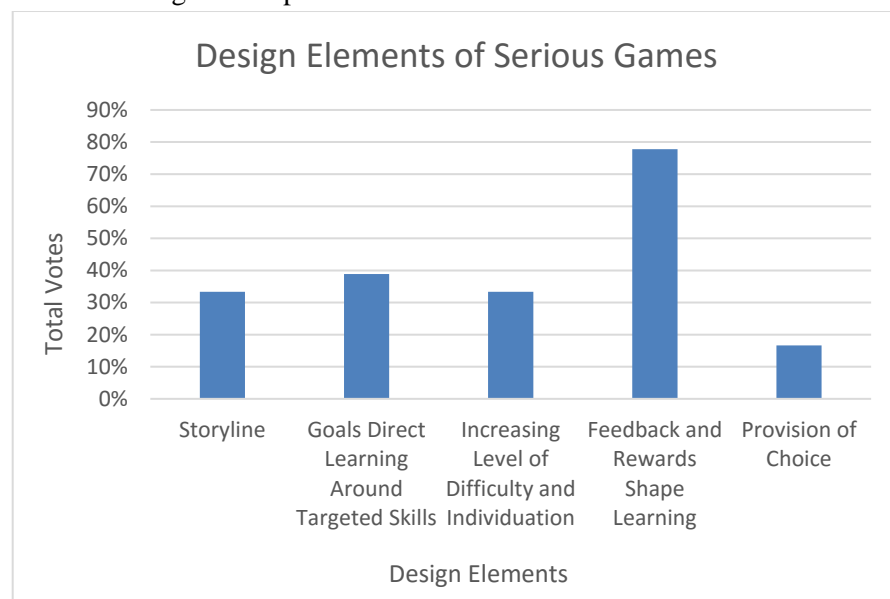 Design Elements of Serious Games
90%
80%
70%
60%
50%
40%
30%
20%
10%
0%
Total Votes
Storyline
Goals Direct
Learning
Around
Targeted Skills
Increasing
Level of
Difficulty and
Individuation
Feedback and
Rewards
Shape
Learning
Provision of
Choice
Design Elements